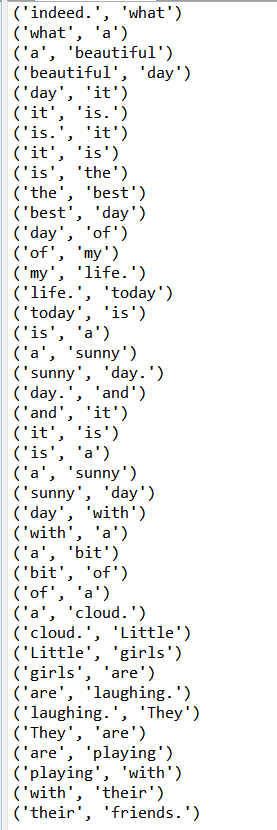 ('indeed.', 'what')
('what', 'a')
('a', 'beautiful')
('beautiful', 'day')
('day', 'it')
('it', 'is.')
('is.', 'it')
('it', 'is')
('is', 'the')
('the', 'best')
('best', 'day')
('day', 'of')
('of', 'my')
('my', 'life.')
('life.', 'today')
('today', 'is')
('is', 'a')
('a', 'sunny')
('sunny', 'day.')
('day.', 'and')
('and', 'it')
('it', 'is')
('is', 'a')
('a', 'sunny')
('sunny', 'day')
('day', 'with')
('with', 'a')
('a', 'bit')
('bit', 'of')
('of', 'a')
('a', 'cloud.')
('cloud.', 'Little')
('Little', 'girls')
('girls', 'are')
('are', 'laughing.')
('laughing.', 'They')
('They', 'are')
('are', 'playing')
('playing', 'with')
('with', 'their')
('their', 'friends.')